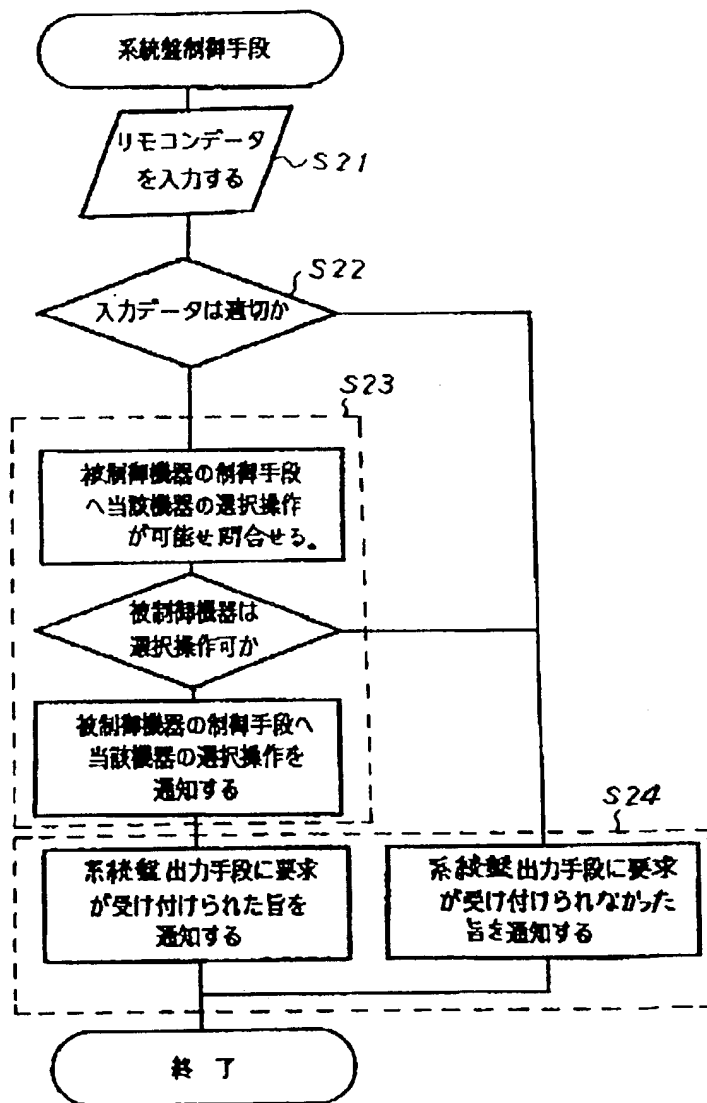 系統盤制御手段
リモコンデータ
を入力する
S21
S22
入力データは適切か
S23
被制御機器の制御手段
へ当該機器の選択操作
が可能せ問合せる。
被制御機器は
選択操作可か
被制御機器の制御手段へ
当該機器の選択操作を
通知する
S24
系統盤出力手段に要求
が受け付けられた旨を
通知する
系統盤出力手段に要求
が受け付けられなかった
旨を通知する
終 了